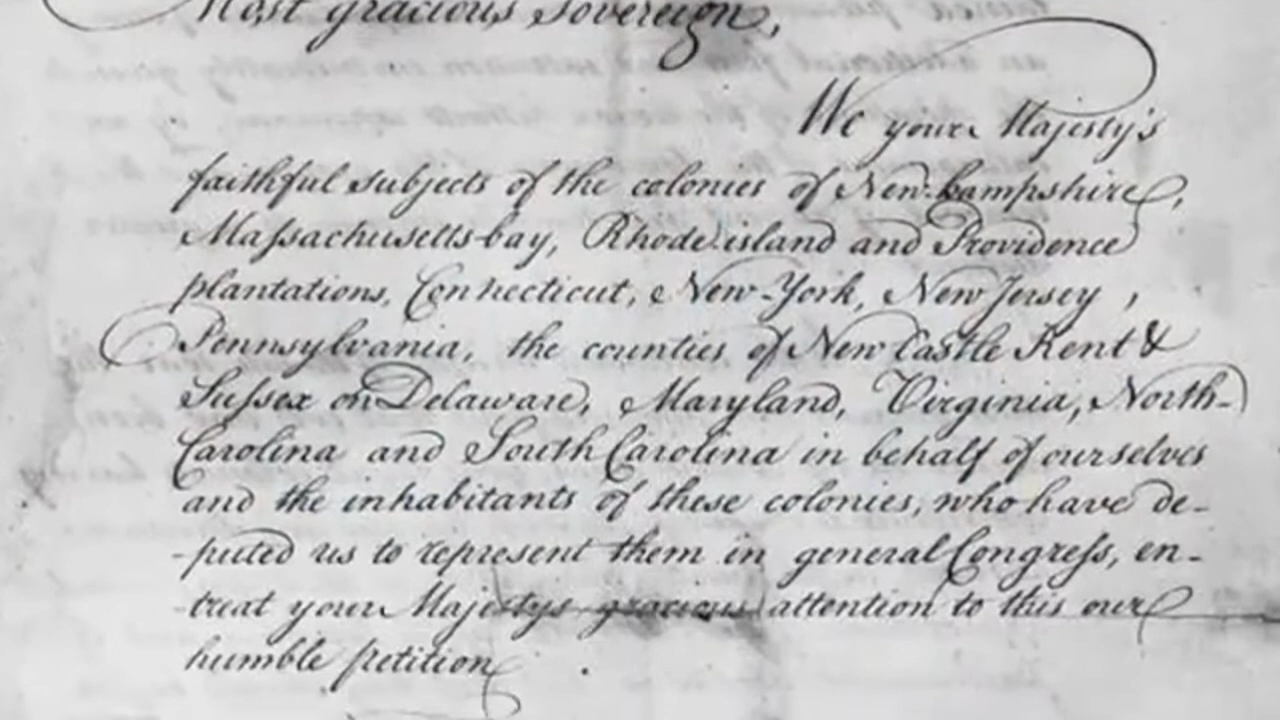 Most gracious Sovereign,
We your Majesty's
faithful subjects of the colonies of New-hampshire,
Maſsachusetts-bay, Rhode-island and Providence
plantations, Connecticut, New-York, New Jersey,
Pennsylvania, the counties of New Castle Kent &
Suſsex on Delaware, Maryland, Virginia, North-
Carolina and South Carolina in behalf of ourselves
and the inhabitants of these colonies, who have de-
-puted us to represent them in general Congreſs, en-
-treat your Majestys gracious attention to this our
humble petition